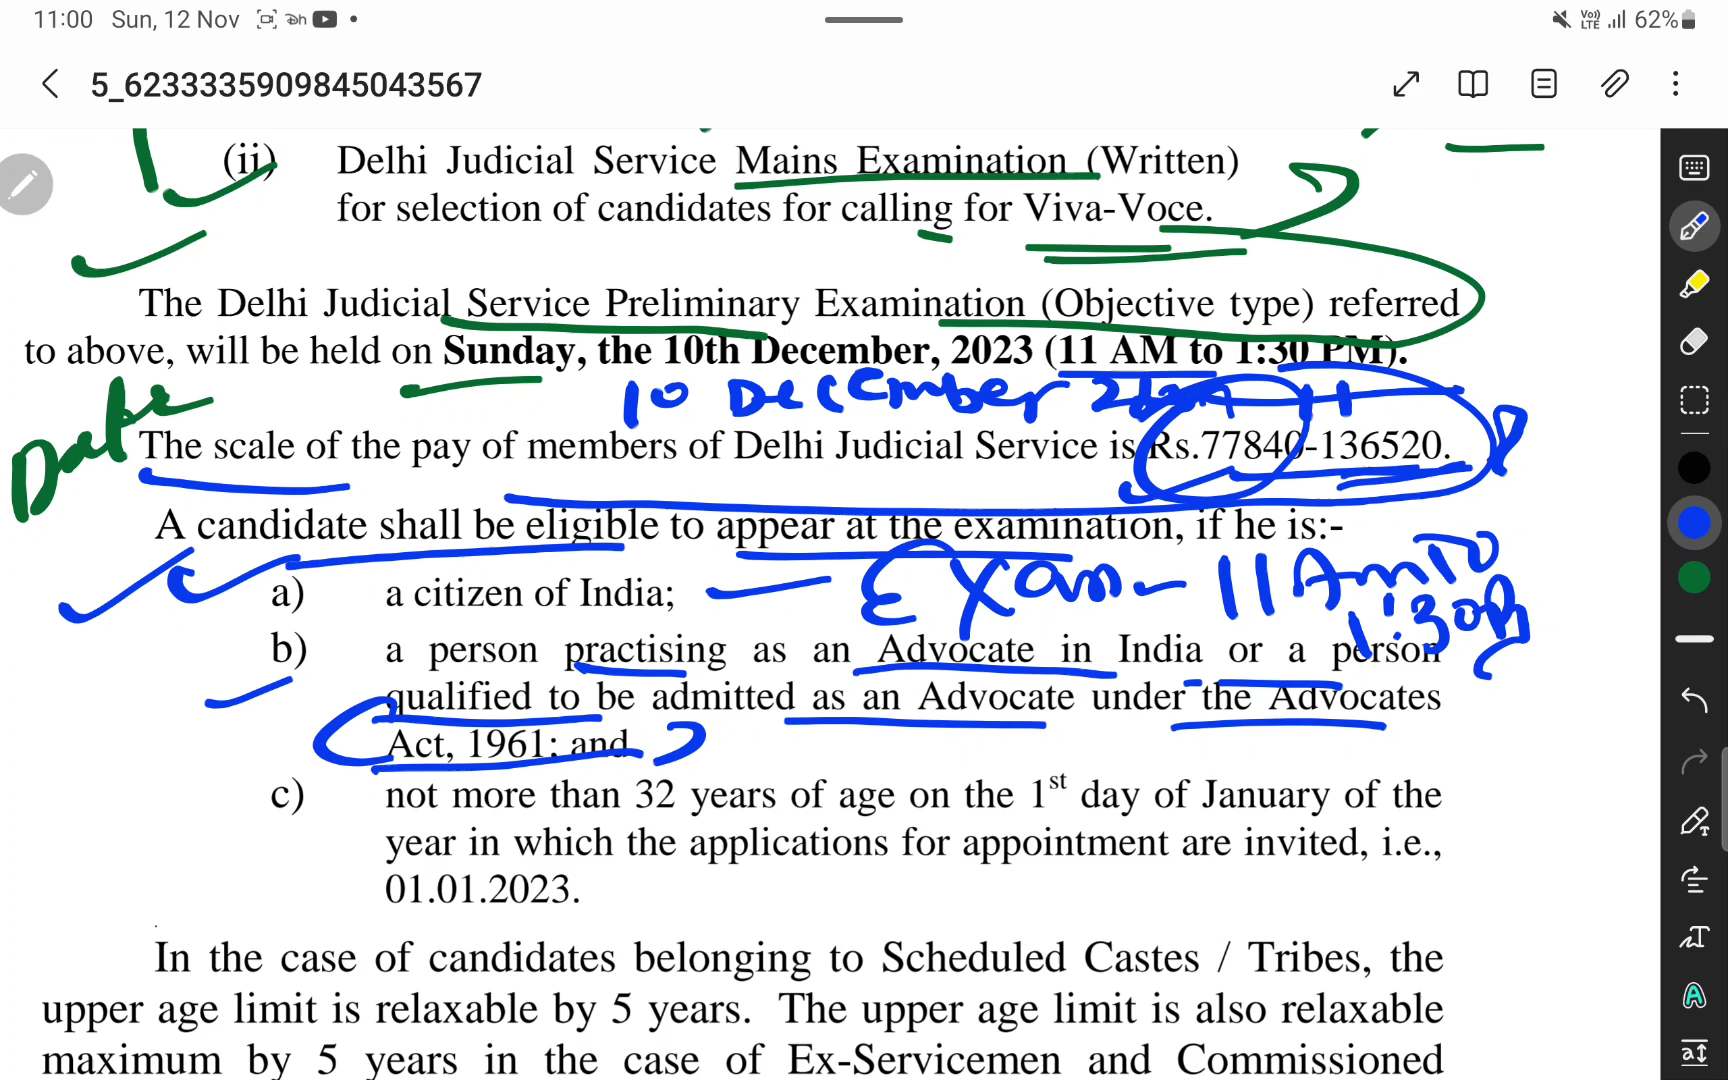 11:00 Sun, 12 Nov
Vo)) LTE 62%
5_6233335909845043567
(ii) Delhi Judicial Service Mains Examination (Written)
for selection of candidates for calling for Viva-Voce.
The Delhi Judicial Service Preliminary Examination (Objective type) referred
to above, will be held on Sunday, the 10th December, 2023 (11 AM to 1:30 PM).
10 December
Date
The scale of the pay of members of Delhi Judicial Service is Rs.77840-136520.
A candidate shall be eligible to appear at the examination, if he is:-
a) a citizen of India;
Exam - 11 Am to
1:30 Pm
b) a person practising as an Advocate in India or a person
qualified to be admitted as an Advocate under the Advocates
Act, 1961; and
c) not more than 32 years of age on the 1st day of January of the
year in which the applications for appointment are invited, i.e.,
01.01.2023.
In the case of candidates belonging to Scheduled Castes / Tribes, the
upper age limit is relaxable by 5 years. The upper age limit is also relaxable
maximum by 5 years in the case of Ex-Servicemen and Commissioned